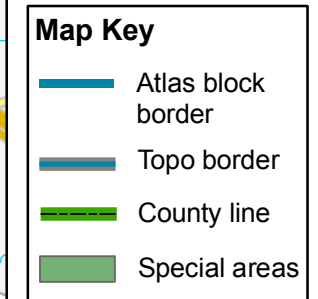 Map Key
Atlas block
border
Topo border
County line
Special areas